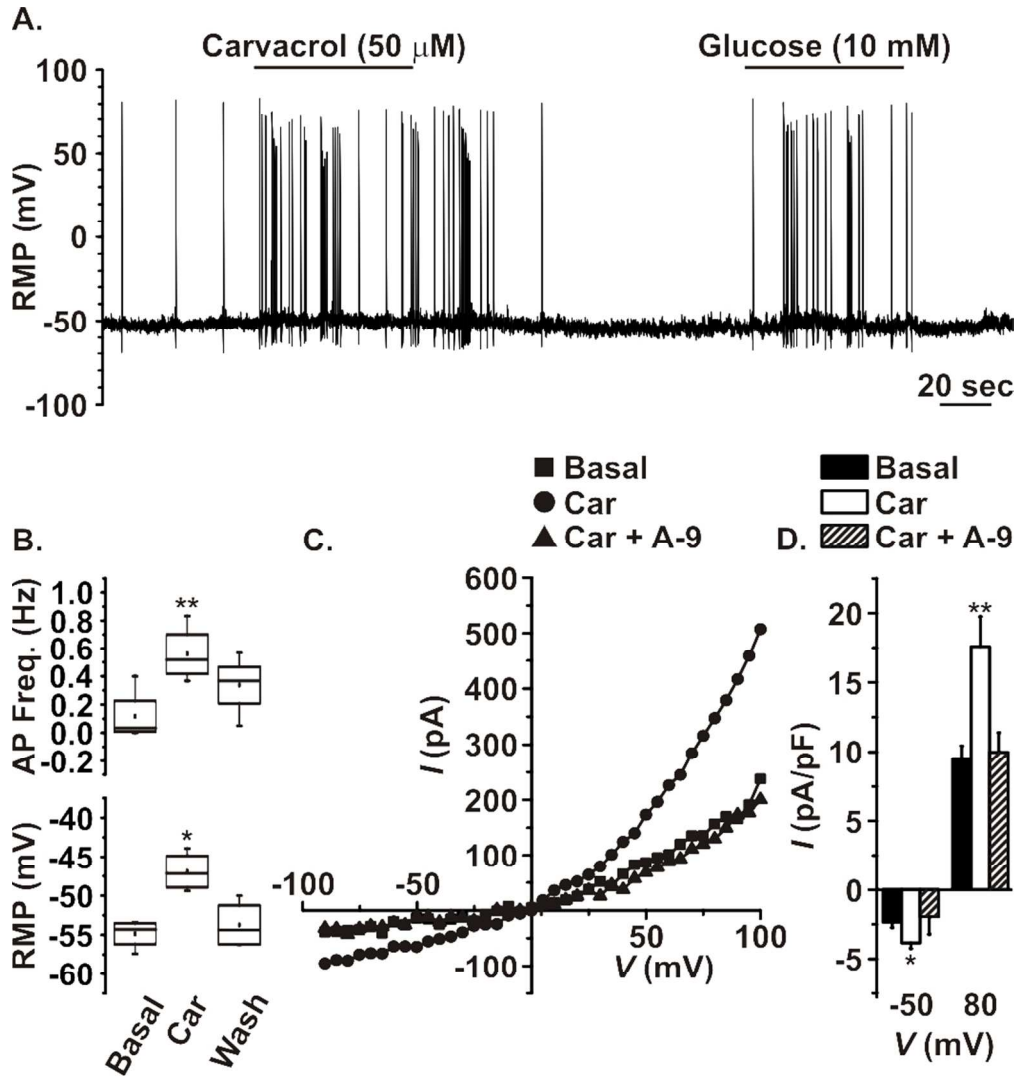 A.
Carvacrol (50 μM)
Glucose (10 mM)
RMP (mV)
100
50
0
-50
-100
20 sec
Basal
Car
Car + A-9
Basal
Car
Car + A-9
B.
AP Freq. (Hz)
1.0
0.8
0.6
0.4
0.2
0.0
-0.2
**
RMP (mV)
-40
-45
-50
-55
-60
*
Basal
Car
Wash
C.
I (pA)
600
500
400
300
200
100
-100
-100
-50
50
100
V (mV)
D.
I (pA/pF)
20
15
10
5
0
-5
**
*
-50
80
V (mV)